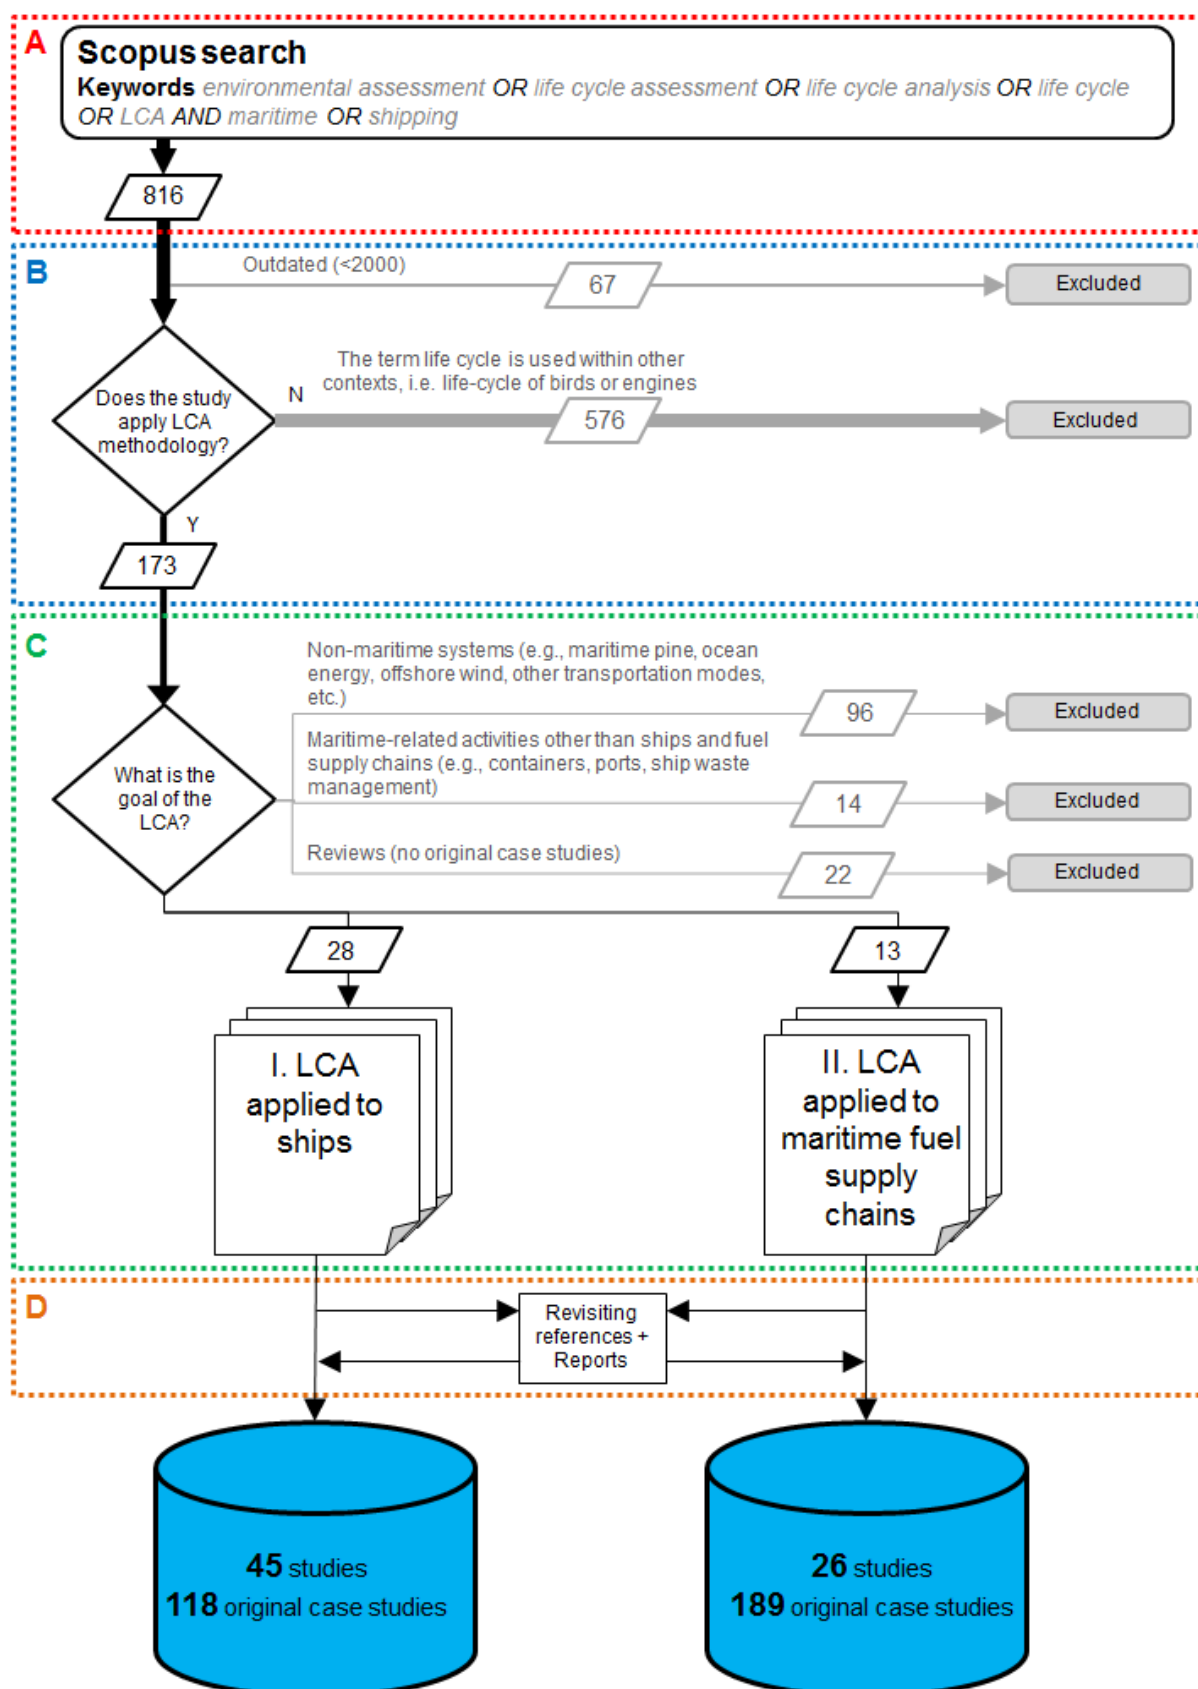 A
Scopus search
Keywords environmental assessment OR life cycle assessment OR life cycle analysis OR life cycle
OR LCA AND maritime OR shipping
816
B
Outdated (<2000)
67
Excluded
The term life cycle is used within other
contexts, i.e. life-cycle of birds or engines
N
576
Excluded
Does the study
apply LCA
methodology?
Y
173
C
Non-maritime systems (e.g., maritime pine, ocean
energy, offshore wind, other transportation modes,
etc.)
96
Excluded
Maritime-related activities other than ships and fuel
supply chains (e.g., containers, ports, ship waste
management)
14
Excluded
What is the
goal of the
LCA?
Reviews (no original case studies)
22
Excluded
28
13
I. LCA
applied to
ships
II. LCA
applied to
maritime fuel
supply
chains
D
Revisiting
references +
Reports
45 studies
118 original case studies
26 studies
189 original case studies